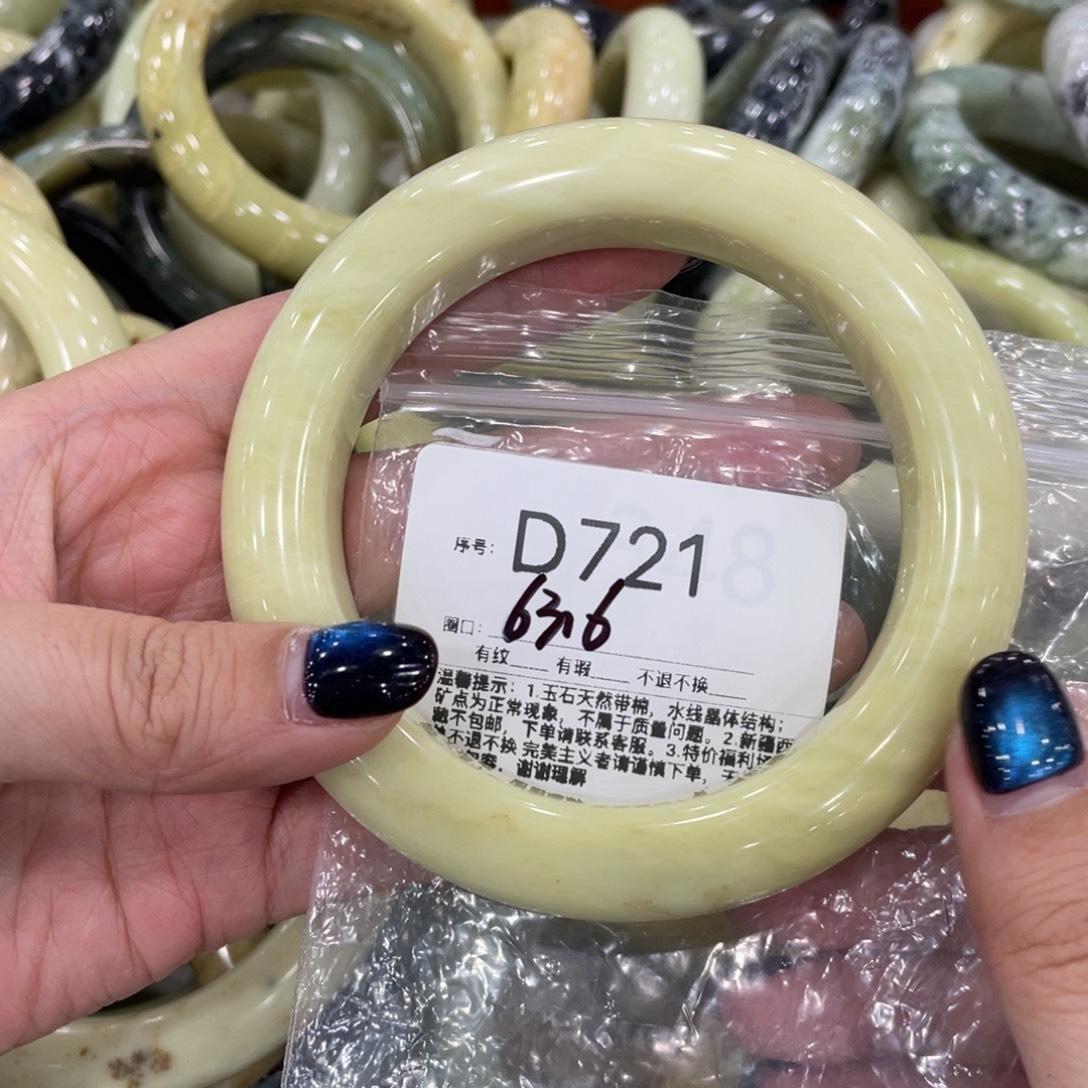 序号: D721
圈口: 63.6
有纹 有瑕 不退不换
温馨提示: 1.玉石天然带棉, 水线晶体结构;
矿点为正常现象, 不属于质量问题。2.新疆西
藏不包邮, 下单请联系客服。3.特价福利场
不退不换 完美主义者请谨慎下单,
谢谢理解